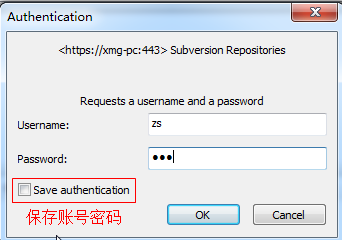 Authentication
<https://xmg-pc:443> Subversion Repositories
Requests a username and a password
Username:
zs
Password:
●●●
Save authentication
保存账号密码
OK
Cancel